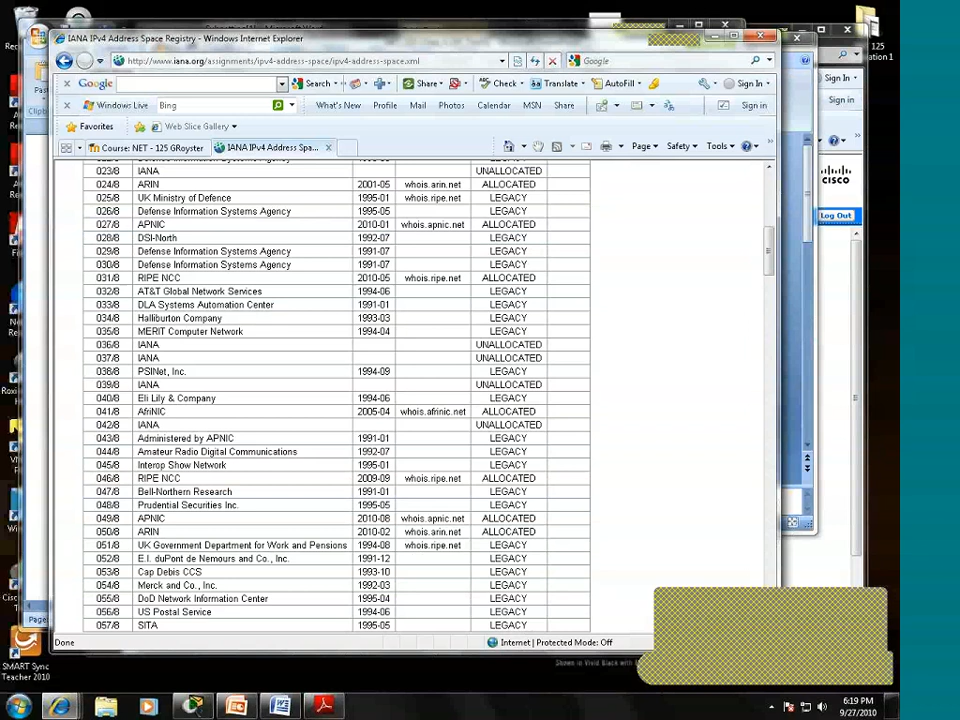 IANA IPv4 Address Space Registry - Windows Internet Explorer
http://www.iana.org/assignments/ipv4-address-space/ipv4-address-space.xml
Google
Google
Search
Share
Check
Translate
AutoFill
Sign In
Windows Live
Bing
What's New
Profile
Mail
Photos
Calendar
MSN
Share
Sign in
Favorites
Web Slice Gallery
Course: NET - 125 GRoyster
IANA IPv4 Address Spa...
Page
Safety
Tools
023/8 IANA UNALLOCATED
024/8 ARIN 2001-05 whois.arin.net ALLOCATED
025/8 UK Ministry of Defence 1995-01 whois.ripe.net LEGACY
026/8 Defense Information Systems Agency 1995-05 LEGACY
027/8 APNIC 2010-01 whois.apnic.net ALLOCATED
028/8 DSI-North 1992-07 LEGACY
029/8 Defense Information Systems Agency 1991-07 LEGACY
030/8 Defense Information Systems Agency 1991-07 LEGACY
031/8 RIPE NCC 2010-05 whois.ripe.net ALLOCATED
032/8 AT&T Global Network Services 1994-06 LEGACY
033/8 DLA Systems Automation Center 1991-01 LEGACY
034/8 Halliburton Company 1993-03 LEGACY
035/8 MERIT Computer Network 1994-04 LEGACY
036/8 IANA UNALLOCATED
037/8 IANA UNALLOCATED
038/8 PSINet, Inc. 1994-09 LEGACY
039/8 IANA UNALLOCATED
040/8 Eli Lily & Company 1994-06 LEGACY
041/8 AfriNIC 2005-04 whois.afrinic.net ALLOCATED
042/8 IANA UNALLOCATED
043/8 Administered by APNIC 1991-01 LEGACY
044/8 Amateur Radio Digital Communications 1992-07 LEGACY
045/8 Interop Show Network 1995-01 LEGACY
046/8 RIPE NCC 2009-09 whois.ripe.net ALLOCATED
047/8 Bell-Northern Research 1991-01 LEGACY
048/8 Prudential Securities Inc. 1995-05 LEGACY
049/8 APNIC 2010-08 whois.apnic.net ALLOCATED
050/8 ARIN 2010-02 whois.arin.net ALLOCATED
051/8 UK Government Department for Work and Pensions 1994-08 whois.ripe.net LEGACY
052/8 E.I. duPont de Nemours and Co., Inc. 1991-12 LEGACY
053/8 Cap Debis CCS 1993-10 LEGACY
054/8 Merck and Co., Inc. 1992-03 LEGACY
055/8 DoD Network Information Center 1995-04 LEGACY
056/8 US Postal Service 1994-06 LEGACY
057/8 SITA 1995-05 LEGACY
Done
Internet | Protected Mode: Off
Sign In
Sign in
CISCO
Log Out
125
SMART Sync
Teacher 2010
6:19 PM
9/27/2010